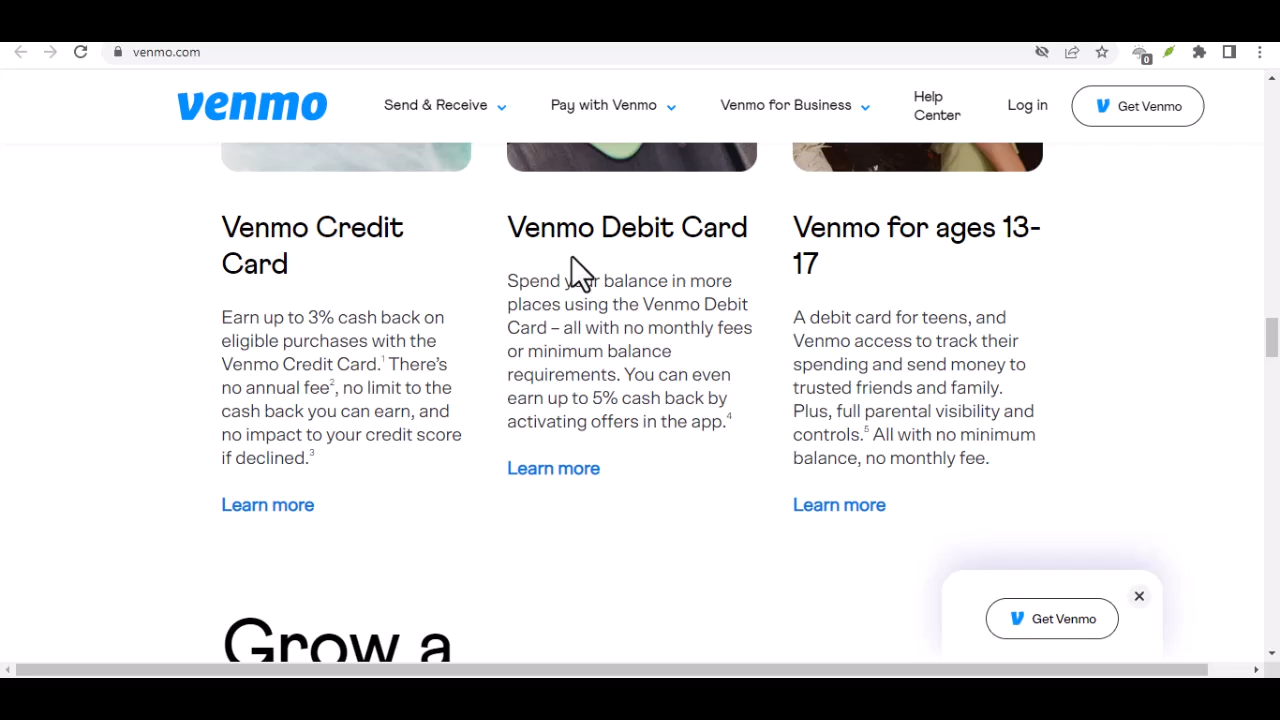 venmo.com
0
venmo
Send & Receive
Pay with Venmo
Venmo for Business
Help
Center
Log in
Get Venmo
Venmo Credit
Card
Earn up to 3% cash back on
eligible purchases with the
Venmo Credit Card.¹ There's
no annual fee², no limit to the
cash back you can earn, and
no impact to your credit score
if declined.³
Learn more
Venmo Debit Card
Spend your balance in more
places using the Venmo Debit
Card – all with no monthly fees
or minimum balance
requirements. You can even
earn up to 5% cash back by
activating offers in the app.⁴
Learn more
Venmo for ages 13-
17
A debit card for teens, and
Venmo access to track their
spending and send money to
trusted friends and family.
Plus, full parental visibility and
controls.⁵ All with no minimum
balance, no monthly fee.
Learn more
Grow a
Get Venmo